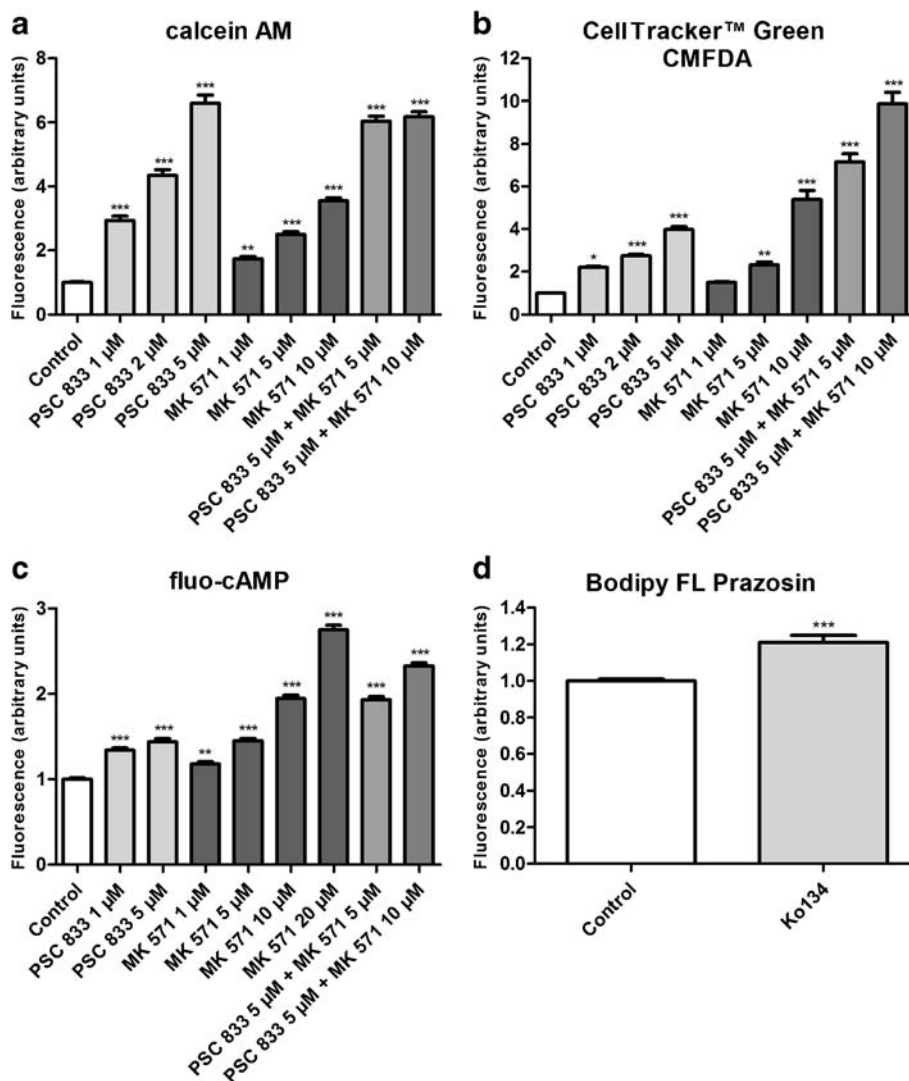 a
calcein AM
Fluorescence (arbitrary units)
8
6
4
2
0
***
***
***
**
***
***
***
***
Control
PSC 833 1 µM
PSC 833 2 µM
PSC 833 5 µM
MK 571 1 µM
MK 571 5 µM
MK 571 10 µM
PSC 833 5 µM + MK 571 5 µM
PSC 833 5 µM + MK 571 10 µM
b
CellTracker™ Green
CMFDA
Fluorescence (arbitrary units)
12
10
8
6
4
2
0
*
***
***
**
***
***
***
Control
PSC 833 1 µM
PSC 833 2 µM
PSC 833 5 µM
MK 571 1 µM
MK 571 5 µM
MK 571 10 µM
PSC 833 5 µM + MK 571 5 µM
PSC 833 5 µM + MK 571 10 µM
c
fluo-cAMP
Fluorescence (arbitrary units)
3
2
1
0
***
***
**
***
***
***
***
***
Control
PSC 833 1 µM
PSC 833 5 µM
MK 571 1 µM
MK 571 5 µM
MK 571 10 µM
MK 571 20 µM
PSC 833 5 µM + MK 571 5 µM
PSC 833 5 µM + MK 571 10 µM
d
Bodipy FL Prazosin
Fluorescence (arbitrary units)
1.4
1.2
1.0
0.8
0.6
0.4
0.2
0.0
***
Control
Ko134